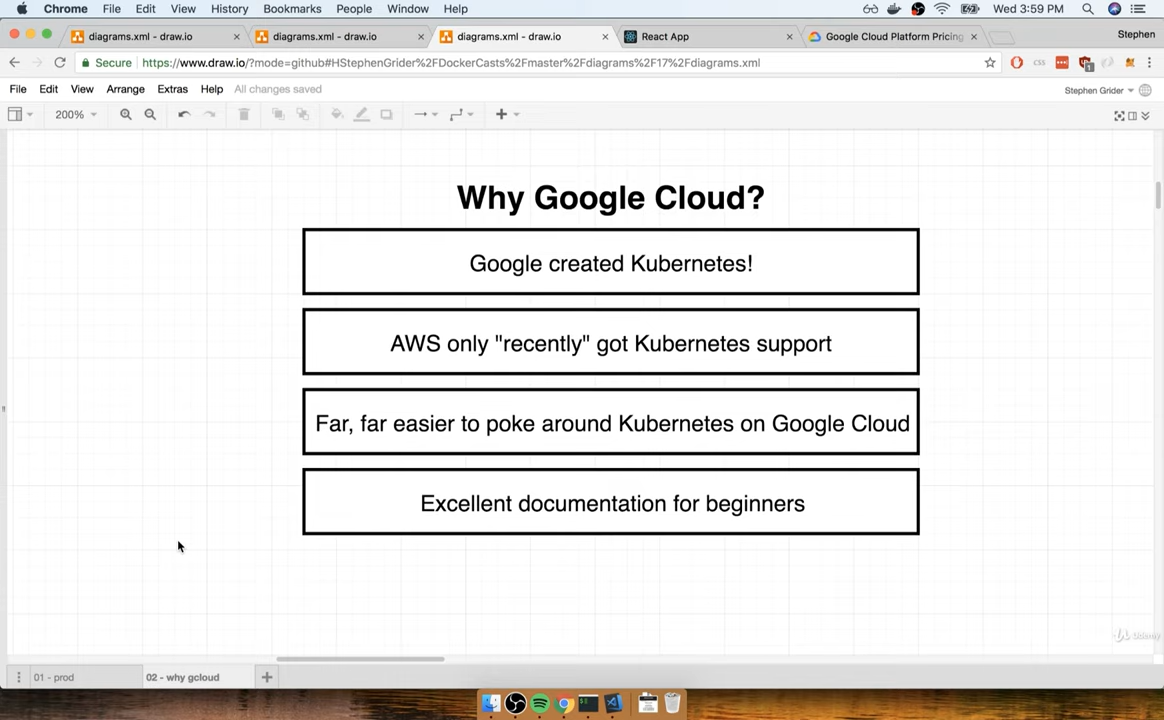 Chrome File Edit View History Bookmarks People Window Help Wed 3:59 PM
diagrams.xml - draw.io diagrams.xml - draw.io diagrams.xml - draw.io React App Google Cloud Platform Pricing Stephen
Secure https://www.draw.io/?mode=github#HStephenGrider%2FDockerCasts%2Fmaster%2Fdiagrams%2F17%2Fdiagrams.xml
File Edit View Arrange Extras Help All changes saved Stephen Grider
200%
Why Google Cloud?
Google created Kubernetes!
AWS only "recently" got Kubernetes support
Far, far easier to poke around Kubernetes on Google Cloud
Excellent documentation for beginners
Udemy
01 - prod 02 - why gcloud